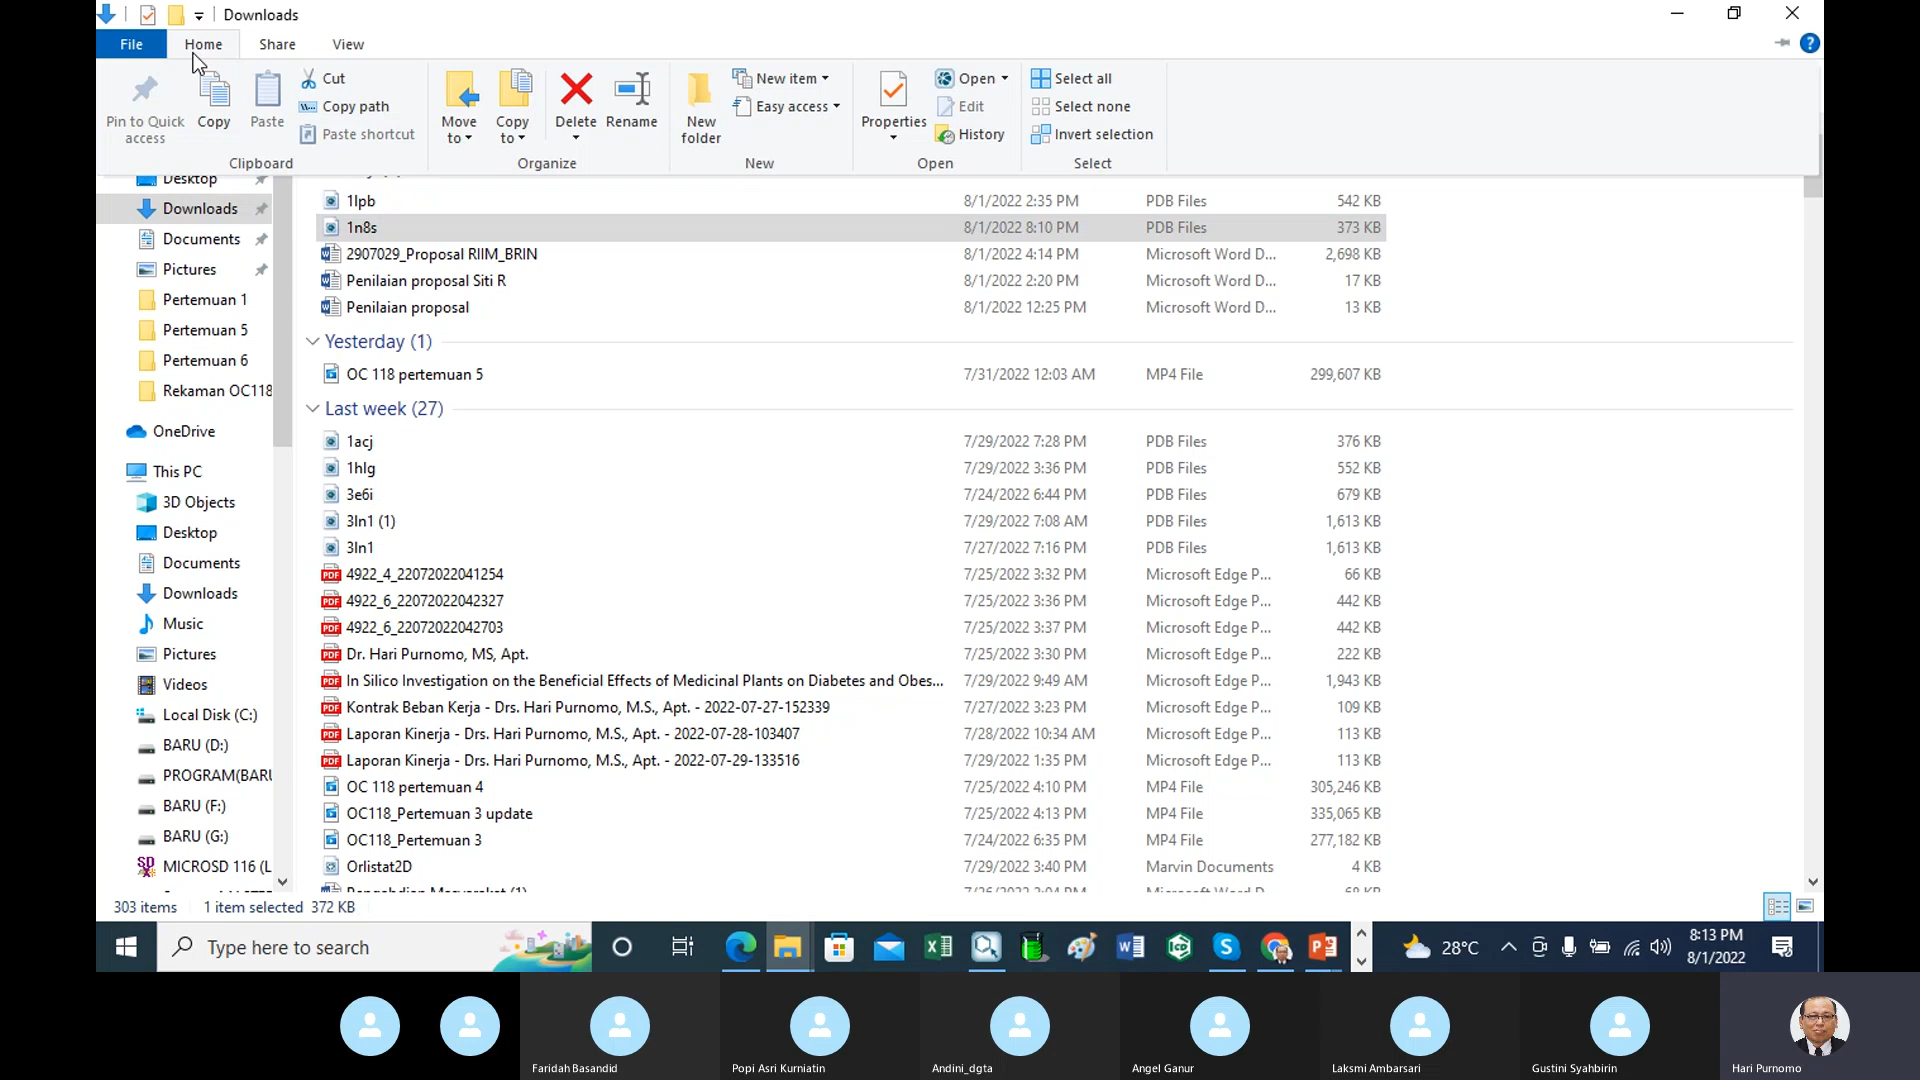 Downloads
File Home Share View
Pin to Quick access
Copy
Paste
Cut
Copy path
Paste shortcut
Clipboard
Move to
Copy to
Delete
Rename
Organize
New folder
New item
Easy access
New
Properties
Open
Edit
History
Open
Select all
Select none
Invert selection
Select
Desktop
Downloads
Documents
Pictures
Pertemuan 1
Pertemuan 5
Pertemuan 6
Rekaman OC118
OneDrive
This PC
3D Objects
Desktop
Documents
Downloads
Music
Pictures
Videos
Local Disk (C:)
BARU (D:)
PROGRAM(BARU
BARU (F:)
BARU (G:)
MICROSD 116 (L
1lpb 8/1/2022 2:35 PM PDB Files 542 KB
1n8s 8/1/2022 8:10 PM PDB Files 373 KB
2907029_Proposal RIIM_BRIN 8/1/2022 4:14 PM Microsoft Word D... 2,698 KB
Penilaian proposal Siti R 8/1/2022 2:20 PM Microsoft Word D... 17 KB
Penilaian proposal 8/1/2022 12:25 PM Microsoft Word D... 13 KB
Yesterday (1)
OC 118 pertemuan 5 7/31/2022 12:03 AM MP4 File 299,607 KB
Last week (27)
1acj 7/29/2022 7:28 PM PDB Files 376 KB
1hlg 7/29/2022 3:36 PM PDB Files 552 KB
3e6i 7/24/2022 6:44 PM PDB Files 679 KB
3ln1 (1) 7/29/2022 7:08 AM PDB Files 1,613 KB
3ln1 7/27/2022 7:16 PM PDB Files 1,613 KB
4922_4_22072022041254 7/25/2022 3:32 PM Microsoft Edge P... 66 KB
4922_6_22072022042327 7/25/2022 3:36 PM Microsoft Edge P... 442 KB
4922_6_22072022042703 7/25/2022 3:37 PM Microsoft Edge P... 442 KB
Dr. Hari Purnomo, MS, Apt. 7/25/2022 3:30 PM Microsoft Edge P... 222 KB
In Silico Investigation on the Beneficial Effects of Medicinal Plants on Diabetes and Obes... 7/29/2022 9:49 AM Microsoft Edge P... 1,943 KB
Kontrak Beban Kerja - Drs. Hari Purnomo, M.S., Apt. - 2022-07-27-152339 7/27/2022 3:23 PM Microsoft Edge P... 109 KB
Laporan Kinerja - Drs. Hari Purnomo, M.S., Apt. - 2022-07-28-103407 7/28/2022 10:34 AM Microsoft Edge P... 113 KB
Laporan Kinerja - Drs. Hari Purnomo, M.S., Apt. - 2022-07-29-133516 7/29/2022 1:35 PM Microsoft Edge P... 113 KB
OC 118 pertemuan 4 7/25/2022 4:10 PM MP4 File 305,246 KB
OC118_Pertemuan 3 update 7/25/2022 4:13 PM MP4 File 335,065 KB
OC118_Pertemuan 3 7/24/2022 6:35 PM MP4 File 277,182 KB
Orlistat2D 7/29/2022 3:40 PM Marvin Documents 4 KB
303 items 1 item selected 372 KB
Type here to search
28°C
8:13 PM
8/1/2022
Faridah Basandid
Popi Asri Kurniatin
Andini_dgta
Angel Ganur
Laksmi Ambarsari
Gustini Syahbirin
Hari Purnomo